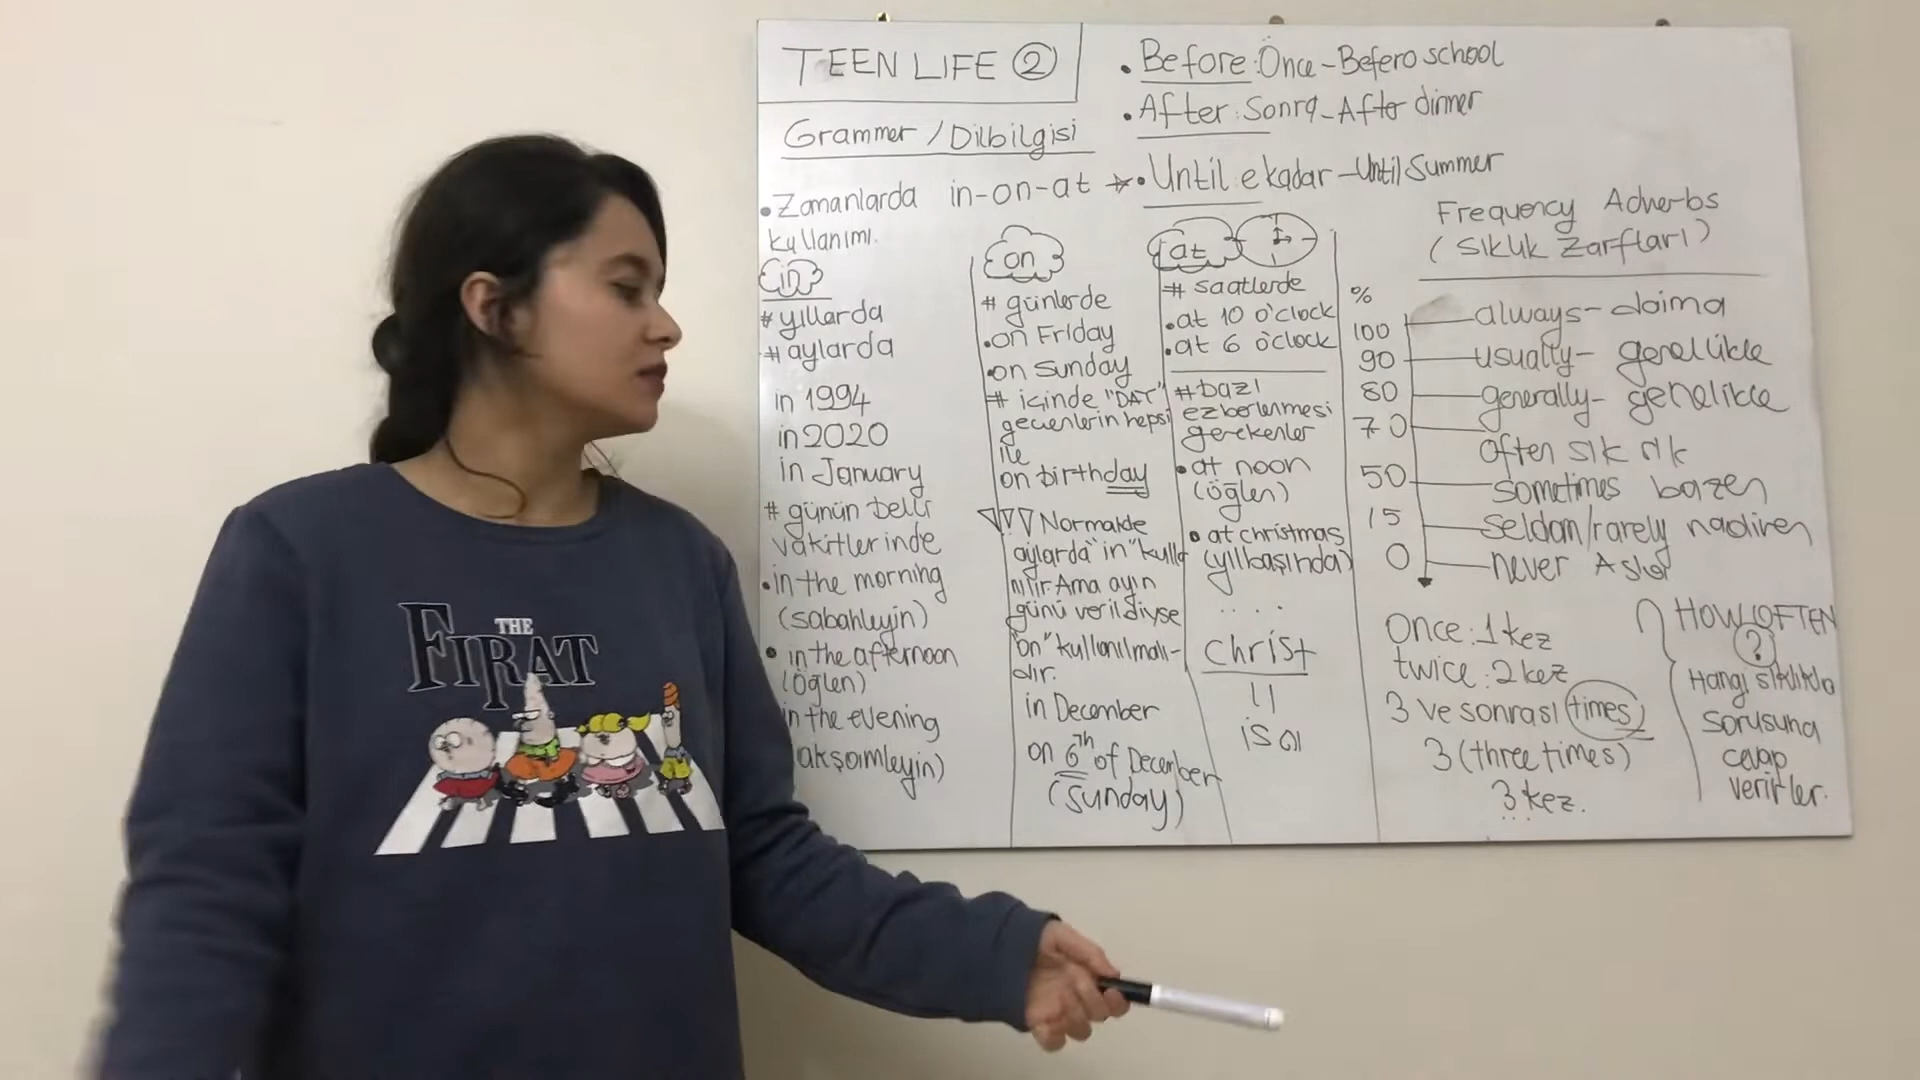 TEEN LIFE 2
Grammer / Dilbilgisi
• Before: Önce - Befero school
• After: Sonra - After dinner
• Until: e kadar - Until Summer
• Zamanlarda in-on-at
kullanımı.
in
# yıllarda
# aylarda
in 1994
in 2020
in January
# günün belli
vakitlerinde
• in the morning
(sabahleyin)
• in the afternoon
(öğlen)
in the evening
akşamleyin)
on
# günlerde
• on Friday
• on Sunday
# içinde "DAY"
geçenlerin hepsi
ile
on birthday
Normalde
aylarda "in" kulla
nılır. Ama ayın
günü verildiyse
"on" kullanılmalı-
dır.
in December
on 6th of December
(Sunday)
at
# saatlerde
• at 10 o'clock
• at 6 o'clock
# bazı
ezberlenmesi
gerekenler
• at noon
(öğlen)
• at christmas
(yılbaşında)
....
christ
isa
Frequency Adverbs
(Sıklık Zarfları)
%
100 always - daima
90 usually - genellikle
80 generally - genelikle
70 often sık sık
50 sometimes bazen
15 seldom/rarely nadiren
0 never Asla
Once: 1 kez
twice: 2 kez
3 ve sonrası times
3 (three times)
3 kez.
HOW OFTEN
?
Hangi sıklıkla
sorusuna
cevap
verirler.
THE
FIRAT